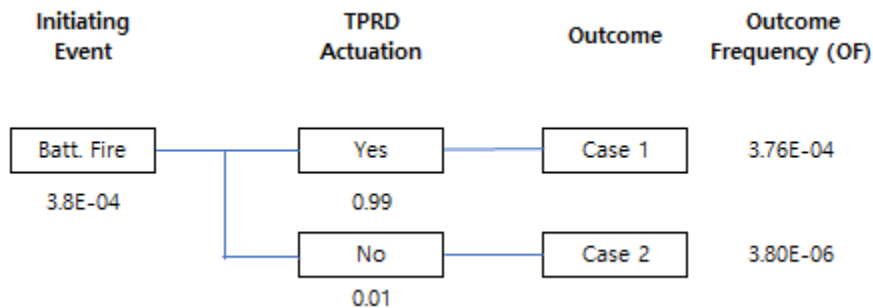 Initiating Event
TPRD Actuation
Outcome
Outcome Frequency (OF)
Batt. Fire
Yes
Case 1
3.76E-04
3.8E-04
0.99
No
Case 2
3.80E-06
0.01